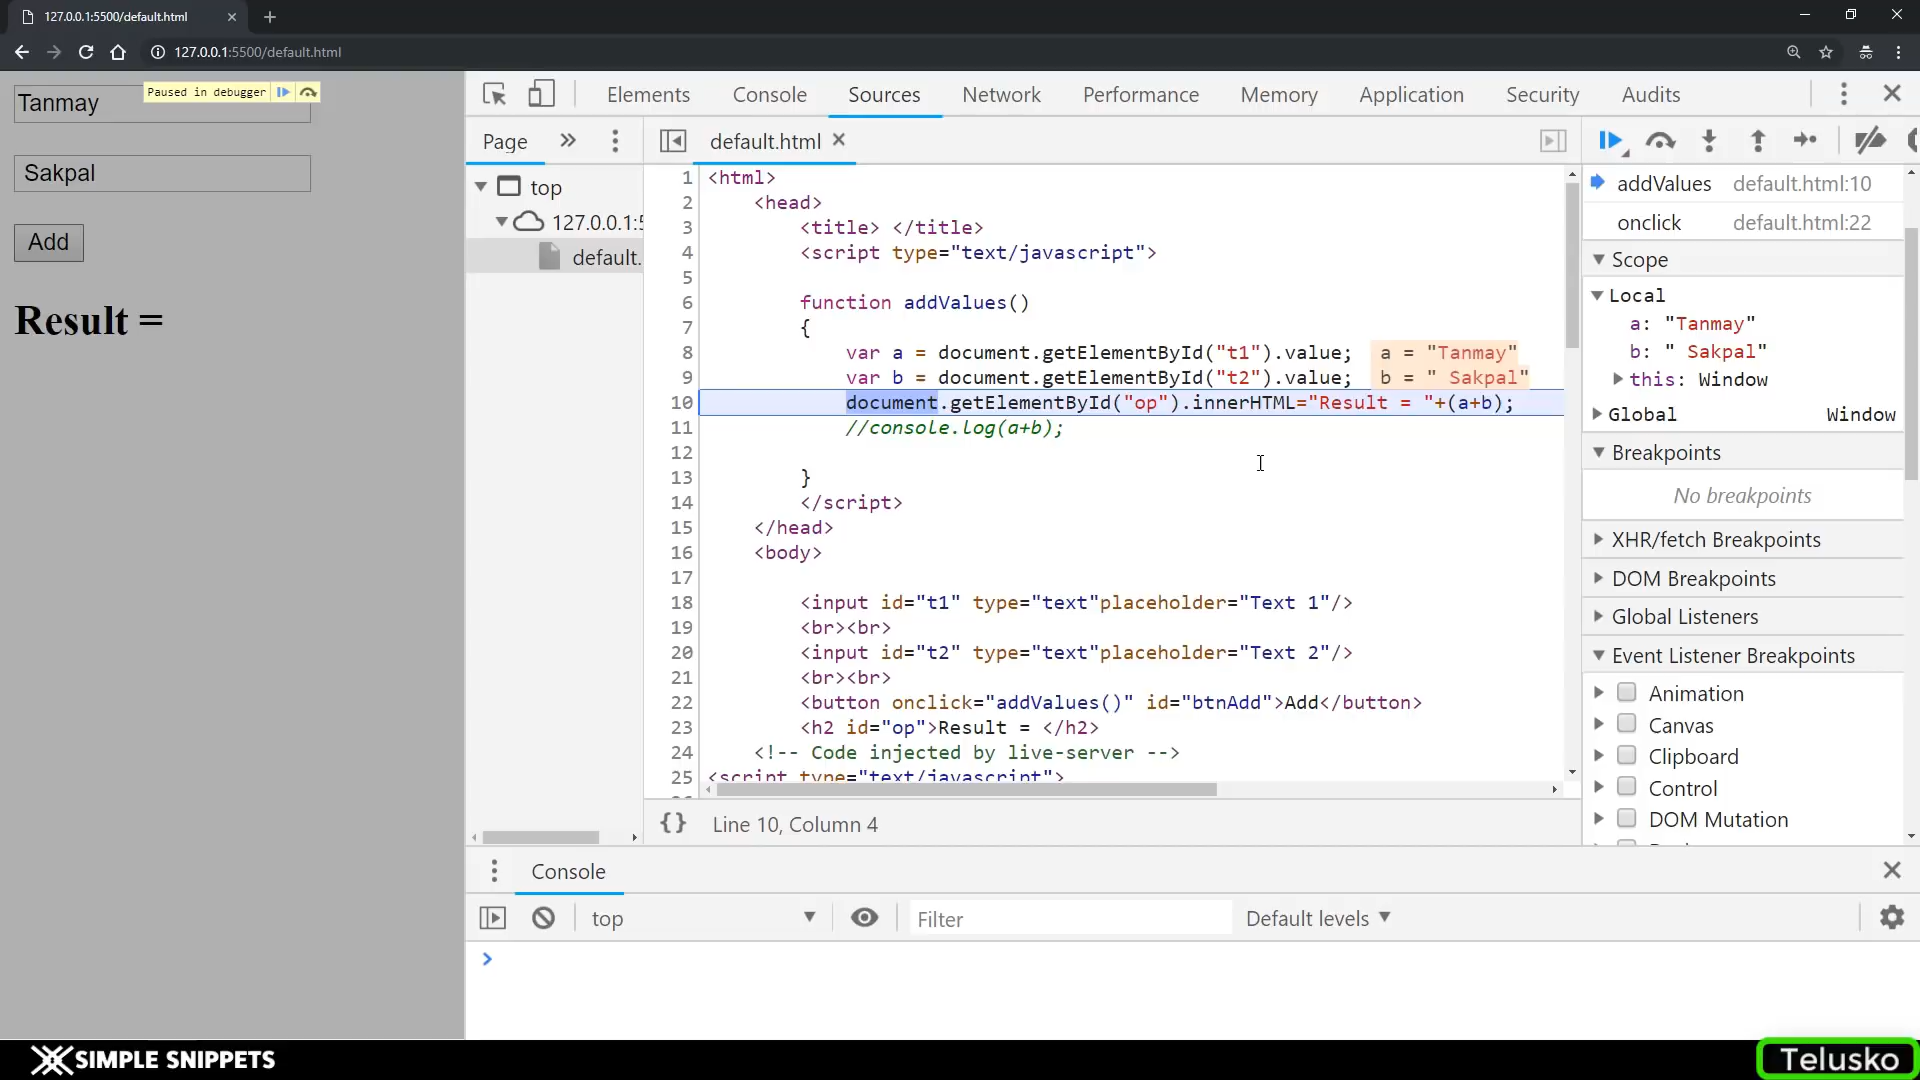 127.0.0.1:5500/default.html
127.0.0.1:5500/default.html
Tanmay
Paused in debugger
Sakpal
Add
Result =
Elements Console Sources Network Performance Memory Application Security Audits
Page
default.html
top
127.0.0.1:5
default.
1 <html>
2 <head>
3 <title> </title>
4 <script type="text/javascript">
5
6 function addValues()
7 {
8 var a = document.getElementById("t1").value; a = "Tanmay"
9 var b = document.getElementById("t2").value; b = " Sakpal"
10 document.getElementById("op").innerHTML="Result = "+(a+b);
11 //console.log(a+b);
12
13 }
14 </script>
15 </head>
16 <body>
17
18 <input id="t1" type="text"placeholder="Text 1"/>
19 <br><br>
20 <input id="t2" type="text"placeholder="Text 2"/>
21 <br><br>
22 <button onclick="addValues()" id="btnAdd">Add</button>
23 <h2 id="op">Result = </h2>
24 <!-- Code injected by live-server -->
25 <script type="text/javascript">
{} Line 10, Column 4
addValues default.html:10
onclick default.html:22
Scope
Local
a: "Tanmay"
b: " Sakpal"
this: Window
Global Window
Breakpoints
No breakpoints
XHR/fetch Breakpoints
DOM Breakpoints
Global Listeners
Event Listener Breakpoints
Animation
Canvas
Clipboard
Control
DOM Mutation
Console
top
Filter
Default levels
SIMPLE SNIPPETS
Telusko